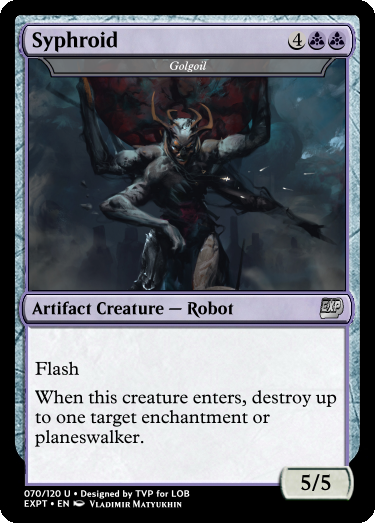 Syphroid 4
Golgoil
Artifact Creature — Robot
EXP
Flash
When this creature enters, destroy up
to one target enchantment or
planeswalker.
5/5
070/120 U • Designed by TVP for LOB
EXPT • EN Vladimir Matyukhin